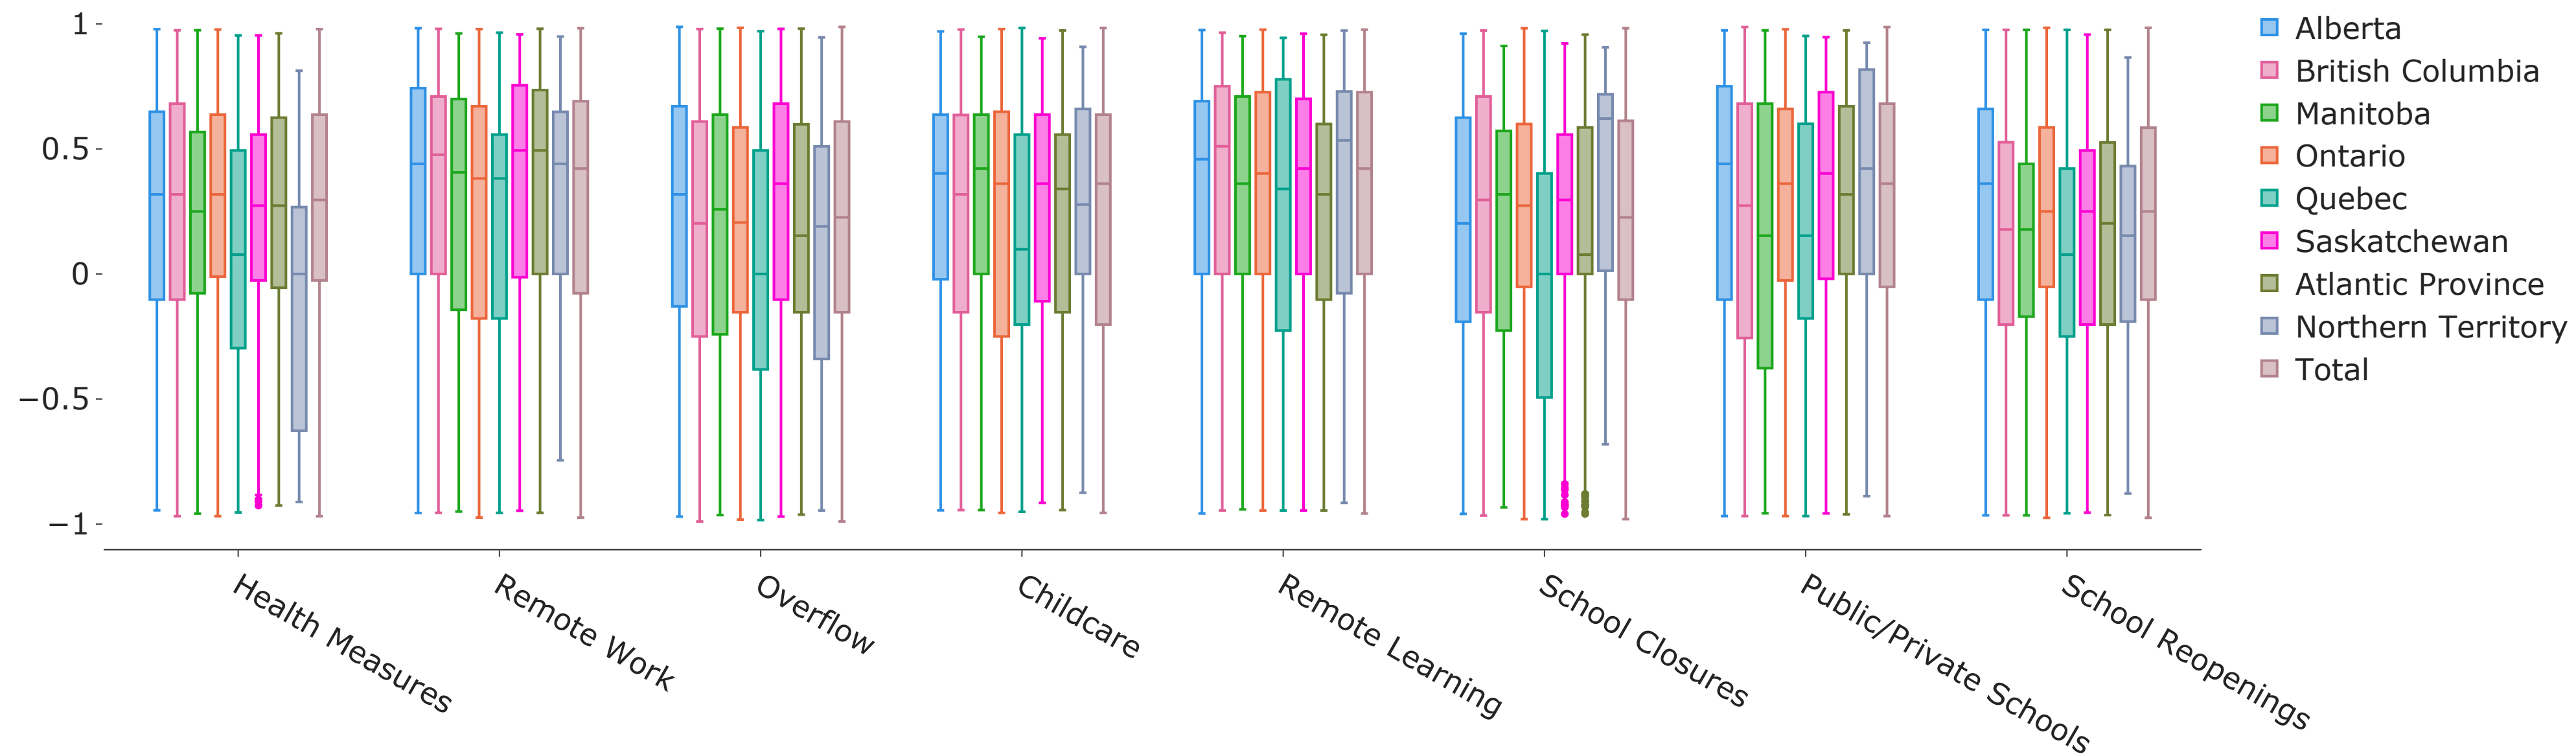 1
0.5
0
−0.5
−1
Health Measures
Remote Work
Overflow
Childcare
Remote Learning
School Closures
Public/Private Schools
School Reopenings
Alberta
British Columbia
Manitoba
Ontario
Quebec
Saskatchewan
Atlantic Province
Northern Territory
Total